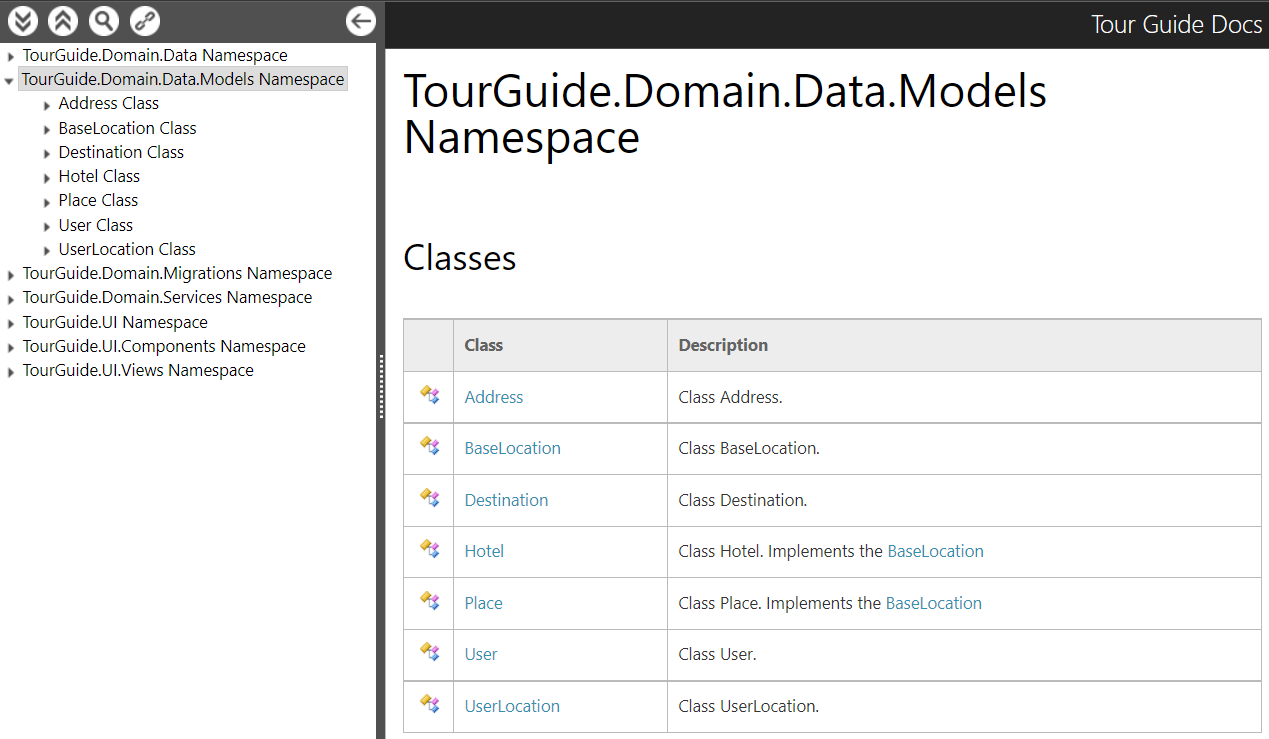 Tour Guide Docs
TourGuide.Domain.Data Namespace
TourGuide.Domain.Data.Models Namespace
Address Class
BaseLocation Class
Destination Class
Hotel Class
Place Class
User Class
UserLocation Class
TourGuide.Domain.Migrations Namespace
TourGuide.Domain.Services Namespace
TourGuide.UI Namespace
TourGuide.UI.Components Namespace
TourGuide.UI.Views Namespace
TourGuide.Domain.Data.Models
Namespace
Classes
Class Description
Address Class Address.
BaseLocation Class BaseLocation.
Destination Class Destination.
Hotel Class Hotel. Implements the BaseLocation
Place Class Place. Implements the BaseLocation
User Class User.
UserLocation Class UserLocation.